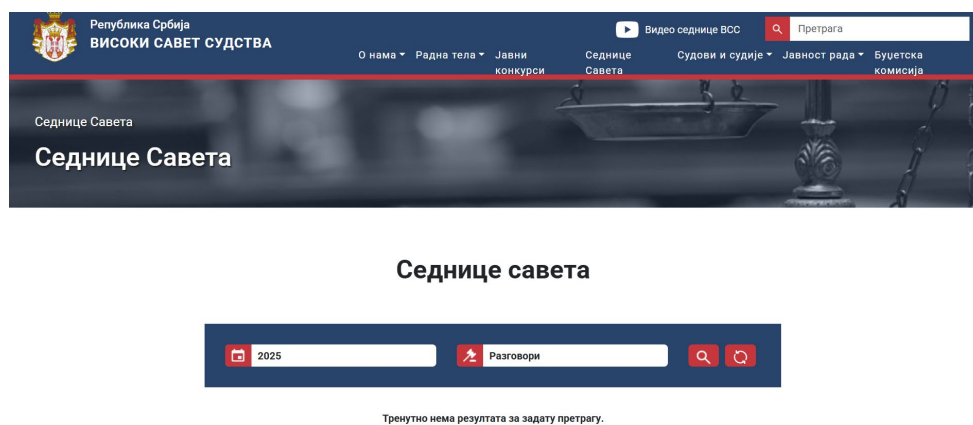 Република Србија
ВИСОКИ САВЕТ СУДСТВА
Видео седнице ВСС
Претрага
О нама
Радна тела
Јавни
конкурси
Седнице
Савета
Судови и судије
Јавност рада
Буџетска
комисија
Седнице Савета
Седнице Савета
Седнице савета
2025
Разговори
Тренутно нема резултата за задату претрагу.